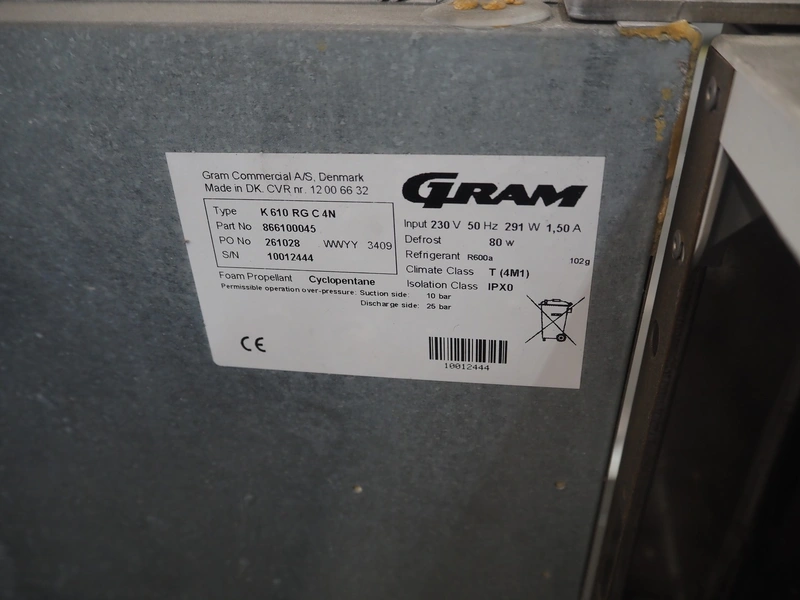 Gram Commercial A/S, Denmark
Made in DK. CVR nr. 12 00 66 32
GRAM
Type K 610 RG C 4N
Part No 866100045
PO No 261028 WWYY 3409
S/N 10012444
Input 230 V 50 Hz 291 W 1,50 A
Defrost 80 W
Refrigerant R600a 102g
Climate Class T (4M1)
Isolation Class IPX0
Foam Propellant Cyclopentane
Permissible operation over-pressure: Suction side: 10 bar
Discharge side: 25 bar
CE
10012444